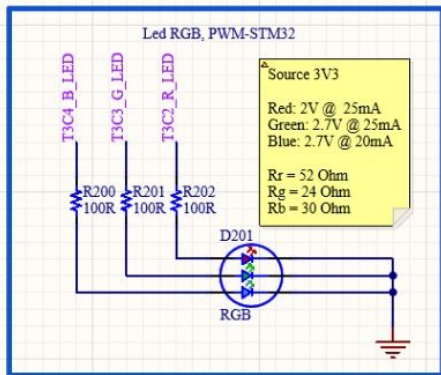 Led RGB, PWM-STM32
T3C4_B_LED
T3C3_G_LED
T3C2_R_LED
Source 3V3
Red: 2V @ 25mA
Green: 2.7V @ 25mA
Blue: 2.7V @ 20mA
Rr = 52 Ohm
Rg = 24 Ohm
Rb = 30 Ohm
R200
100R
R201
100R
R202
100R
D201
RGB